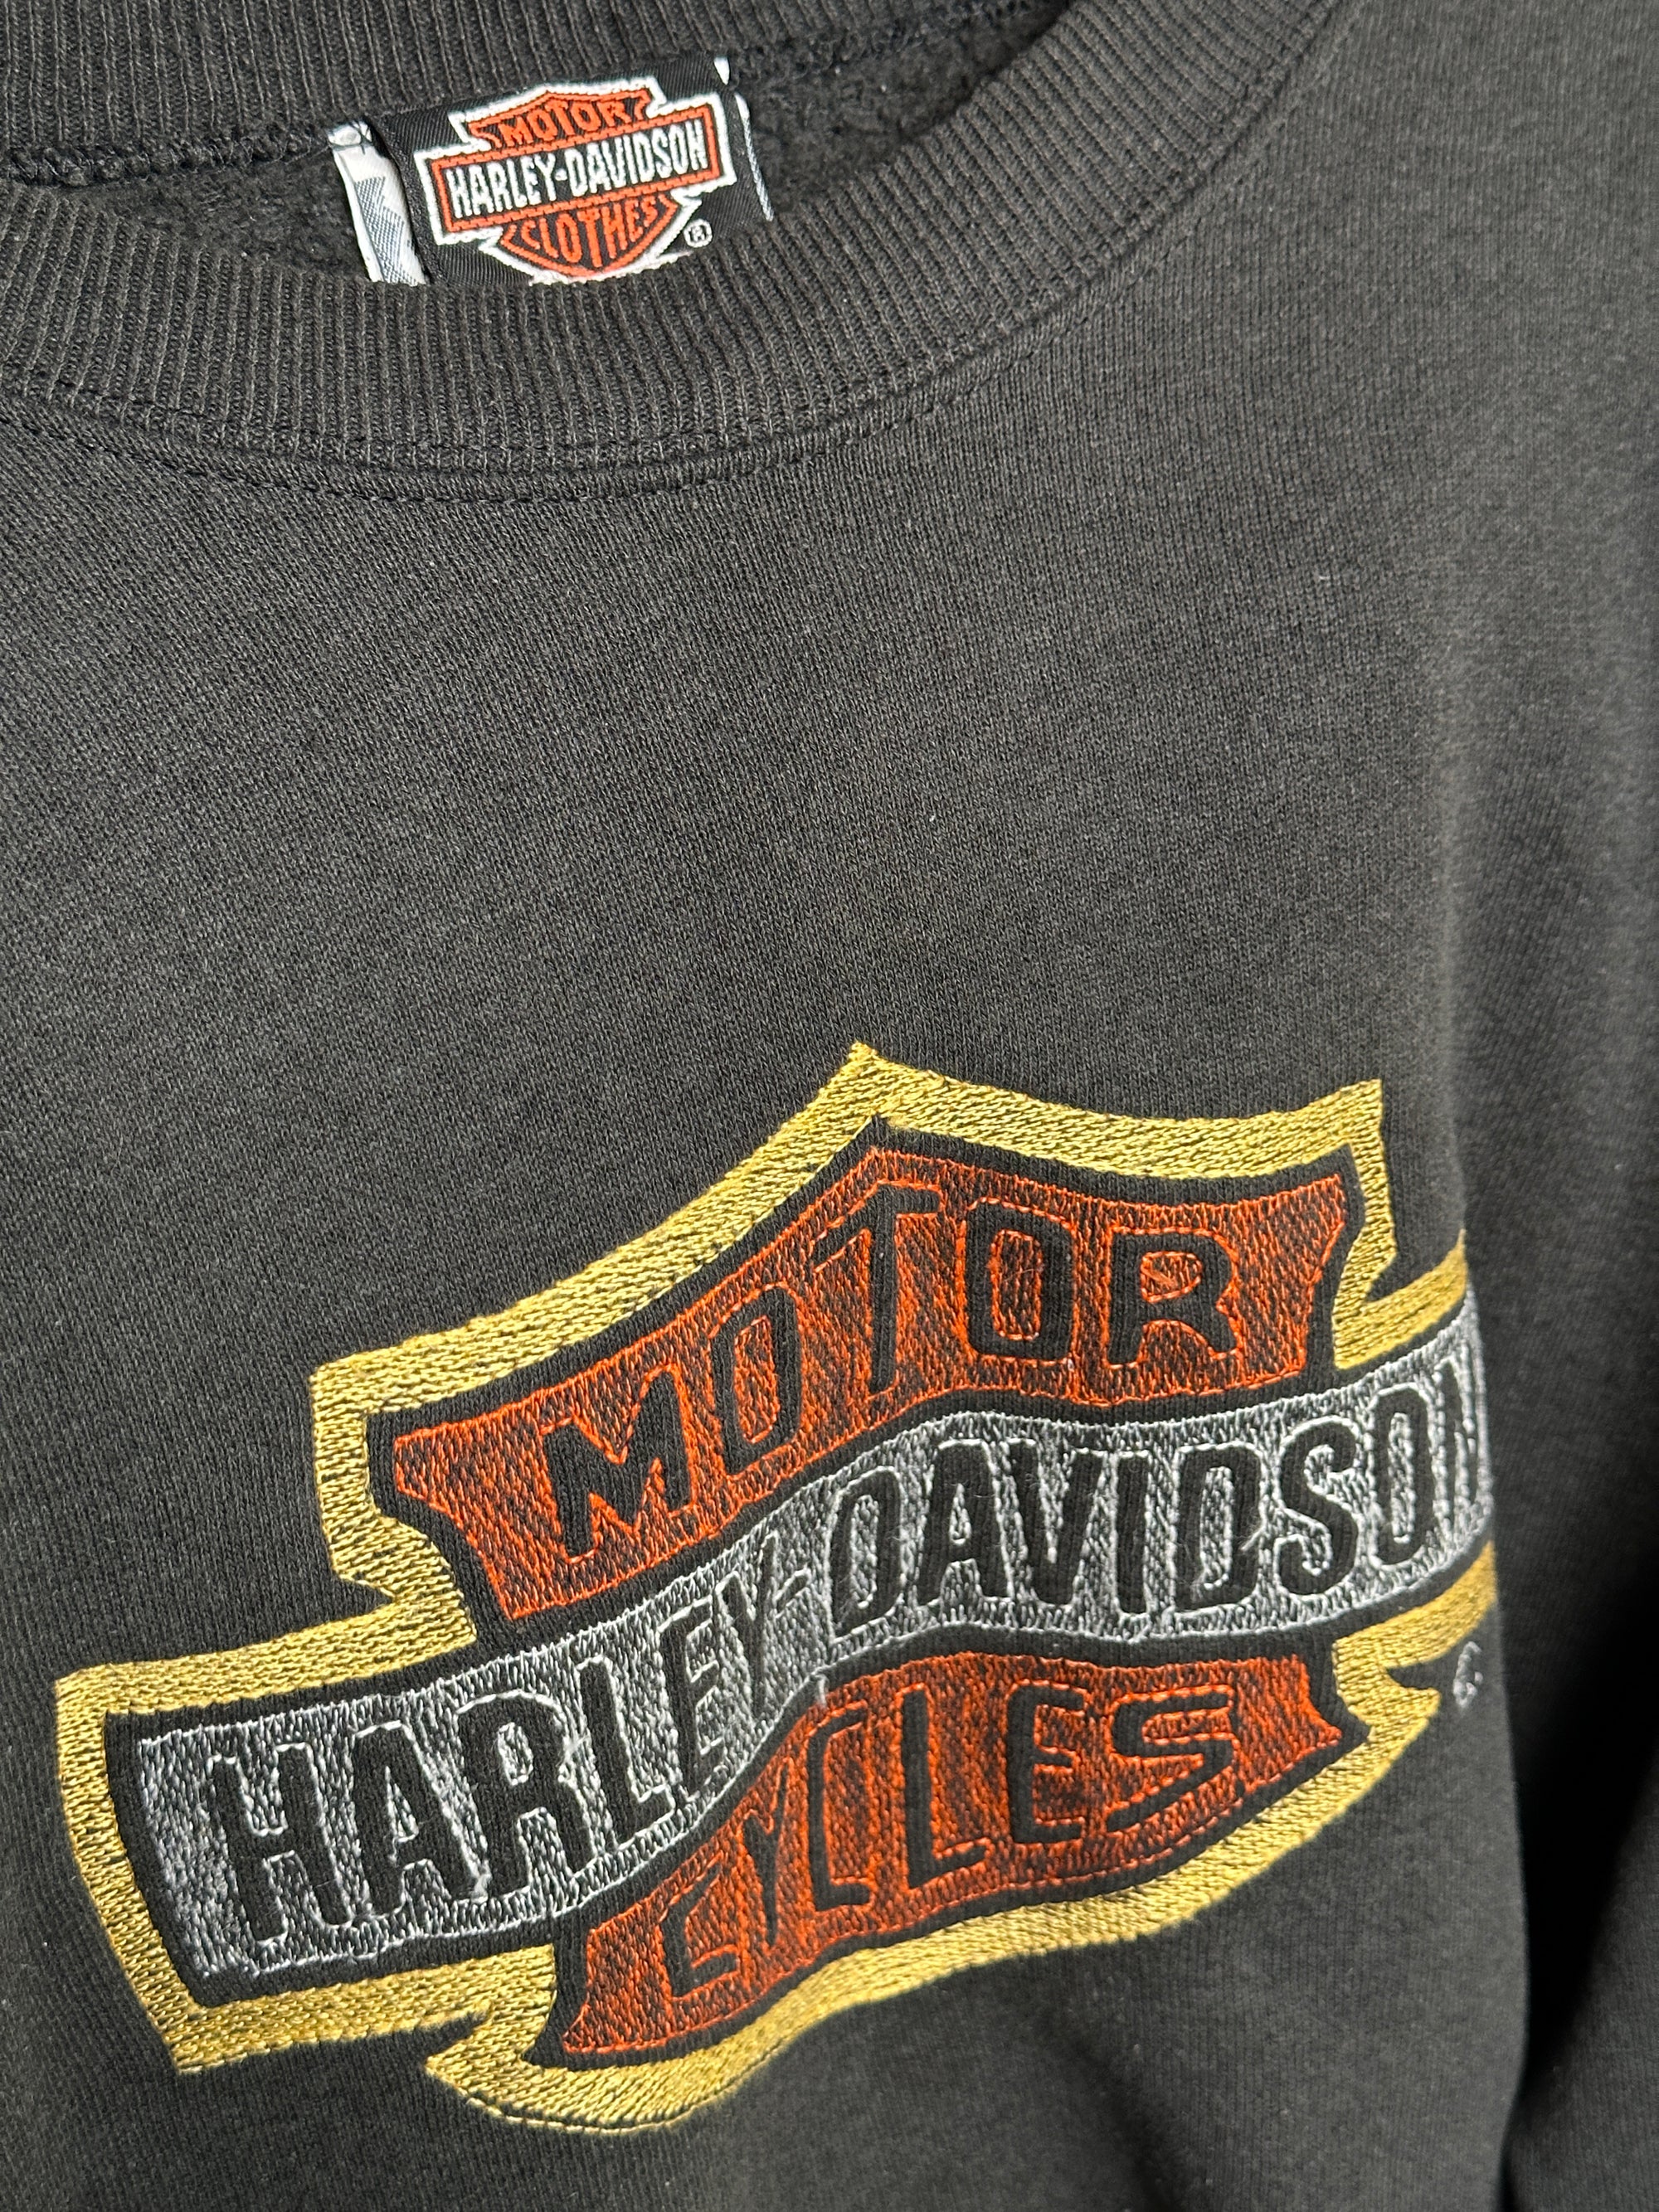 MOTOR
HARLEY-DAVIDSON
CLOTHES
®
MOTOR
HARLEY-DAVIDSON
CYCLES